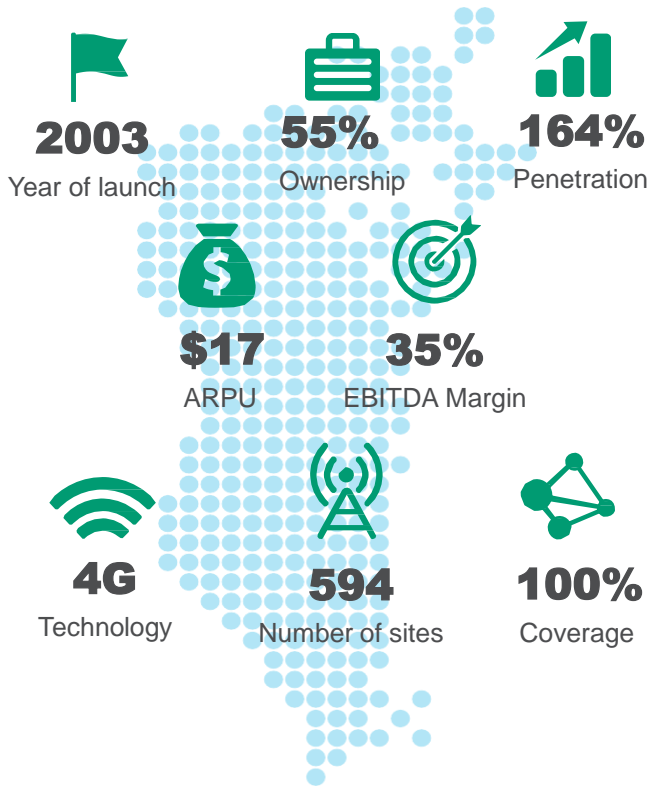 2003
55%
164%
Year of launch
Ownership
Penetration
$
$17
35%
ARPU
EBITDA Margin
4G
594
100%
Technology
Number of sites
Coverage